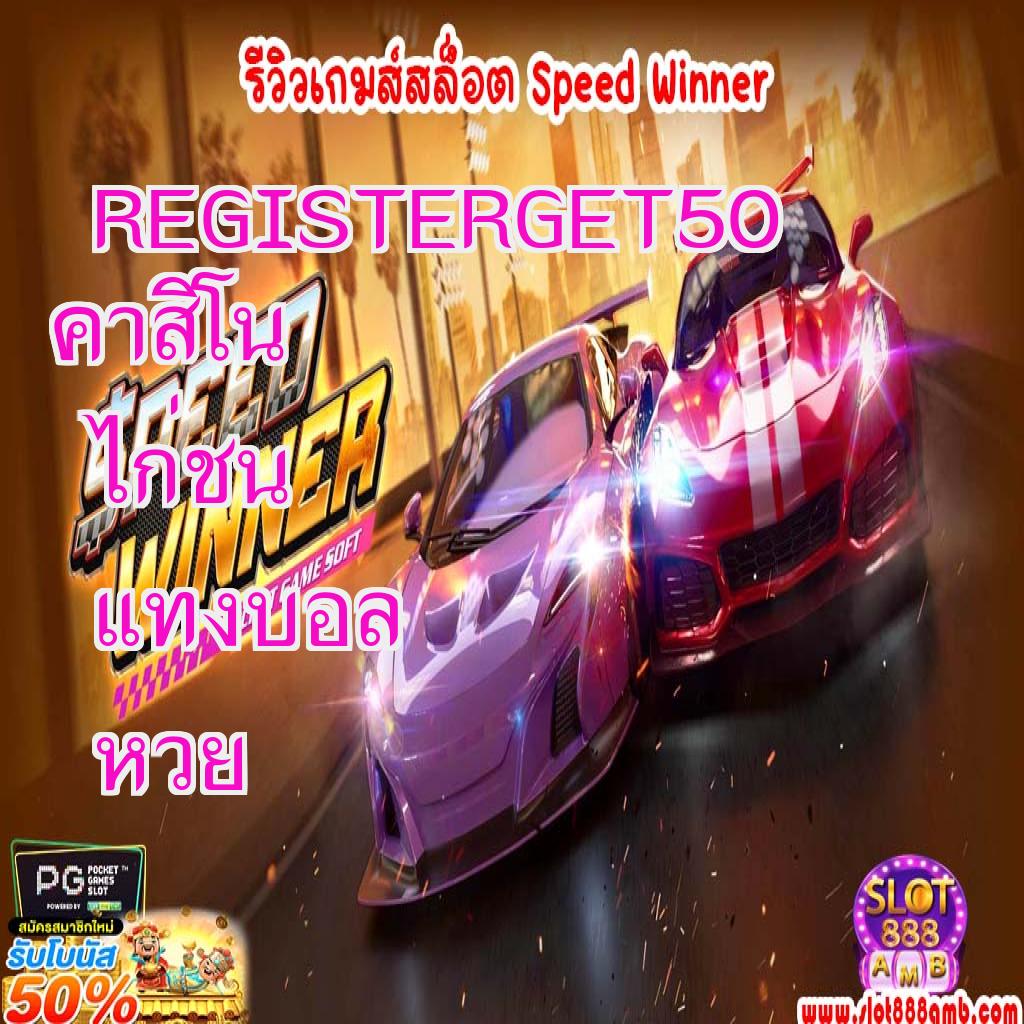 รีวิวเกมส์สล็อต Speed Winner
REGISTERGET50
คาสิโน
SPEED
ไก่ชน
WINNER
GAME SOFT
แทงบอล
หวย
PG POCKET GAMES SLOT
POWERED BY
สมัครสมาชิกใหม่
รับโบนัส
50%
SLOT
888
AMB
www.slot888amb.com